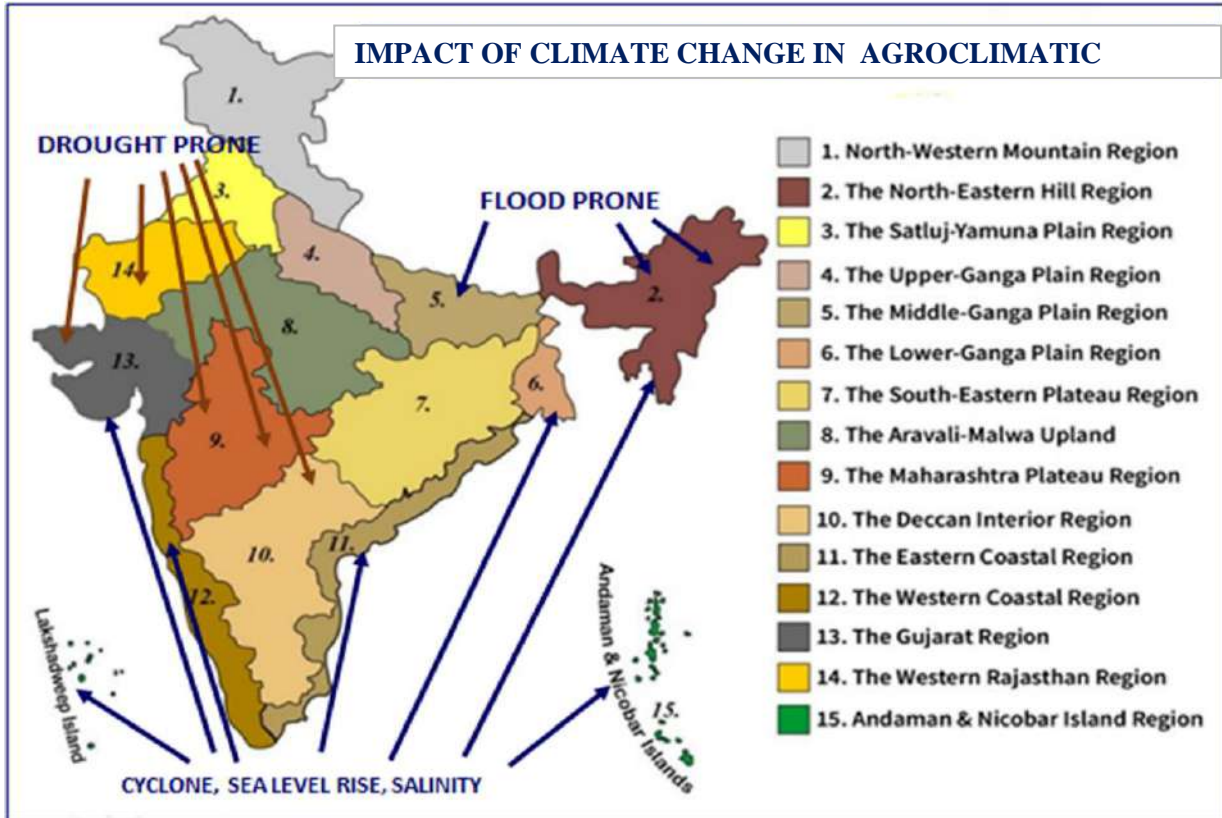 IMPACT OF CLIMATE CHANGE IN AGROCLIMATIC
1.
DROUGHT PRONE
3.
FLOOD PRONE
14.
4.
5.
2.
8.
13.
6.
7.
9.
10.
11.
12.
15.
Lakshadweep Island
Andaman & Nicobar Islands
CYCLONE, SEA LEVEL RISE, SALINITY
1. North-Western Mountain Region
2. The North-Eastern Hill Region
3. The Satluj-Yamuna Plain Region
4. The Upper-Ganga Plain Region
5. The Middle-Ganga Plain Region
6. The Lower-Ganga Plain Region
7. The South-Eastern Plateau Region
8. The Aravali-Malwa Upland
9. The Maharashtra Plateau Region
10. The Deccan Interior Region
11. The Eastern Coastal Region
12. The Western Coastal Region
13. The Gujarat Region
14. The Western Rajasthan Region
15. Andaman & Nicobar Island Region